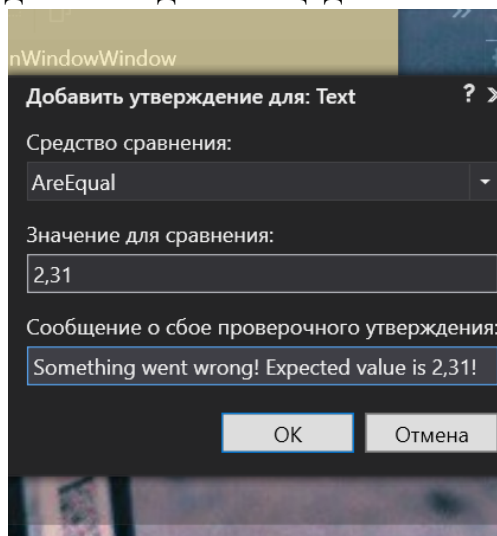 nWindowWindow
Добавить утверждение для: Text
Средство сравнения:
AreEqual
Значение для сравнения:
2,31
Сообщение о сбое проверочного утверждения:
Something went wrong! Expected value is 2,31!
OK Отмена